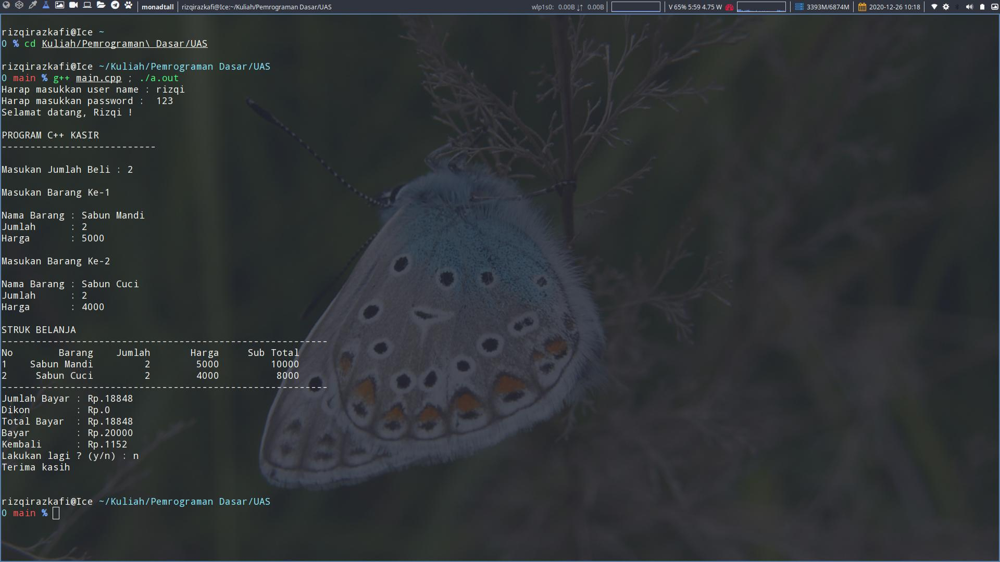 monadtall rizqirazkafi@Ice:~/Kuliah/Pemrograman Dasar/UAS wlp1s0: 0.00B ↓↑ 0.00B V 65% 5:59 4.75 W 3393M/6874M 2020-12-26 10:18
rizqirazkafi@Ice ~
0 % cd Kuliah/Pemrograman\ Dasar/UAS
rizqirazkafi@Ice ~/Kuliah/Pemrograman Dasar/UAS
0 main % g++ main.cpp ; ./a.out
Harap masukkan user name : rizqi
Harap masukkan password :  123
Selamat datang, Rizqi !
PROGRAM C++ KASIR
---------------------------
Masukan Jumlah Beli : 2
Masukan Barang Ke-1
Nama Barang : Sabun Mandi
Jumlah      : 2
Harga       : 5000
Masukan Barang Ke-2
Nama Barang : Sabun Cuci
Jumlah      : 2
Harga       : 4000
STRUK BELANJA
---------------------------------------------------------
No        Barang    Jumlah       Harga     Sub Total
1    Sabun Mandi         2        5000         10000
2     Sabun Cuci         2        4000          8000
---------------------------------------------------------
Jumlah Bayar : Rp.18848
Dikon        : Rp.0
Total Bayar  : Rp.18848
Bayar        : Rp.20000
Kembali      : Rp.1152
Lakukan lagi ? (y/n) : n
Terima kasih
rizqirazkafi@Ice ~/Kuliah/Pemrograman Dasar/UAS
0 main %